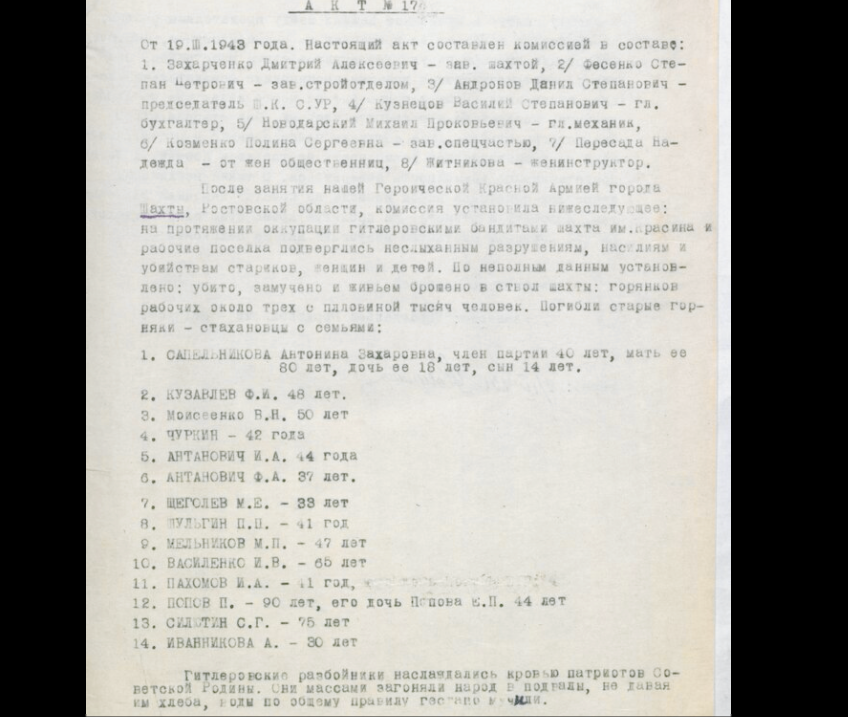 А К Т № 17
От 19.III.1943 года. Настоящий акт составлен комиссией в составе:
1. Захарченко Дмитрий Алексеевич - зав. шахтой, 2/ Фесенко Сте-
пан Петрович - зав.стройотделом, 3/ Андронов Данил Степанович -
председатель Ш.К. С.УР, 4/ Кузнецов Василий Степанович - гл.
бухгалтер, 5/ Новодарский Михаил Проковьевич - гл.механик,
6/ Козменко Полина Сергеевна - зав.спецчастью, 7/ Пересада На-
дежда - от жен общественниц, 8/ Житникова - женинструктор.
После занятия нашей Героической Красной Армией города
Шахты, Ростовской области, комиссия установила нижеследующее:
на протяжении оккупации гитлеровскими бандитами шахта им.Красина и
рабочие поселка подверглись неслыханным разрушениям, насилиям и
убийствам стариков, женщин и детей. По неполным данным установ-
лено: убито, замучено и живьем брошено в ствол шахты: горянков
рабочих около трех с пллвиной тысяч человек. Погибли старые гор-
няки - стахановцы с семьями:
1. САПЕЛЬНИКОВА Антонина Захаровна, член партии 40 лет, мать ее
80 лет, дочь ее 18 лет, сын 14 лет.
2. КУЗАВЛЕВ Ф.И. 48 лет.
3. Моисеенко В.Н. 50 лет
4. ЧУРКИН - 42 года
5. АНТАНОВИЧ И.А. 44 года
6. АНТАНОВИЧ Ф.А. 37 лет.
7. ЩЕГОЛЕВ М.Е. - 33 лет
8. ШУЛЬГИН П.П. - 41 год
9. МЕЛЬНИКОВ М.П. - 47 лет
10. ВАСИЛЕНКО И.В. - 65 лет
11. ПАХОМОВ И.А. - 41 год,
12. ПОПОВ П. - 90 лет, его дочь Попова Е.П. 44 лет
13. СИЛЮТИН С.Г. - 75 лет
14. ИВАННИКОВА А. - 30 лет
Гитлеровские разбойники наслаждались кровью патриотов Со-
ветской Родины. Они массами загоняли народ в подвалы, не давая
им хлеба, воды по общему правилу гестапо мучили.